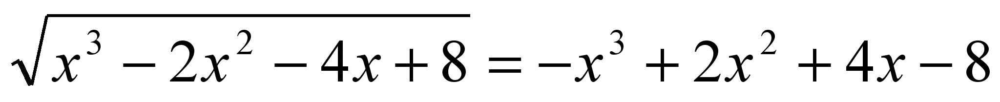 √(x³ − 2x² − 4x + 8) = −x³ + 2x² + 4x − 8